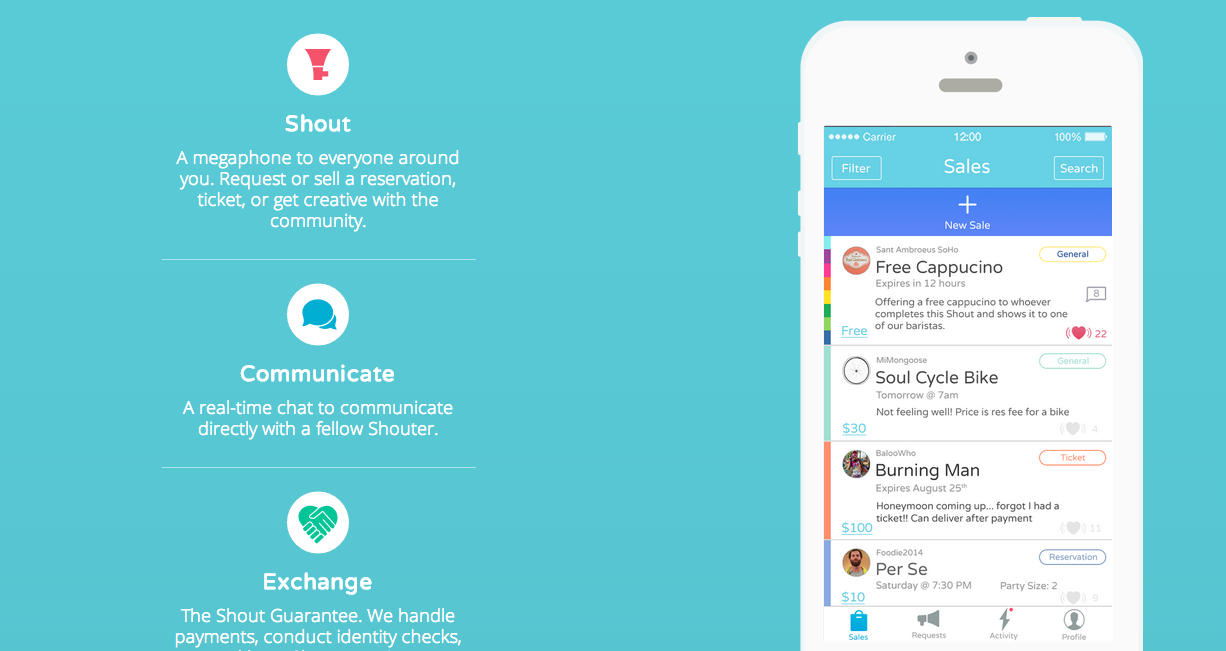 Shout
A megaphone to everyone around
you. Request or sell a reservation,
ticket, or get creative with the
community.
Communicate
A real-time chat to communicate
directly with a fellow Shouter.
Exchange
The Shout Guarantee. We handle
payments, conduct identity checks,
Carrier 12:00 100%
Filter Sales Search
New Sale
Sant Ambroeus SoHo
General
Free Cappucino
Expires in 12 hours
8
Offering a free cappucino to whoever
completes this Shout and shows it to one
of our baristas.
Free
22
MiMongoose
General
Soul Cycle Bike
Tomorrow @ 7am
Not feeling well! Price is res fee for a bike
$30
4
BalooWho
Ticket
Burning Man
Expires August 25th
Honeymoon coming up... forgot I had a
ticket!! Can deliver after payment
$100
11
Foodie2014
Reservation
Per Se
Saturday @ 7:30 PM Party Size: 2
$10
9
Sales Requests Activity Profile